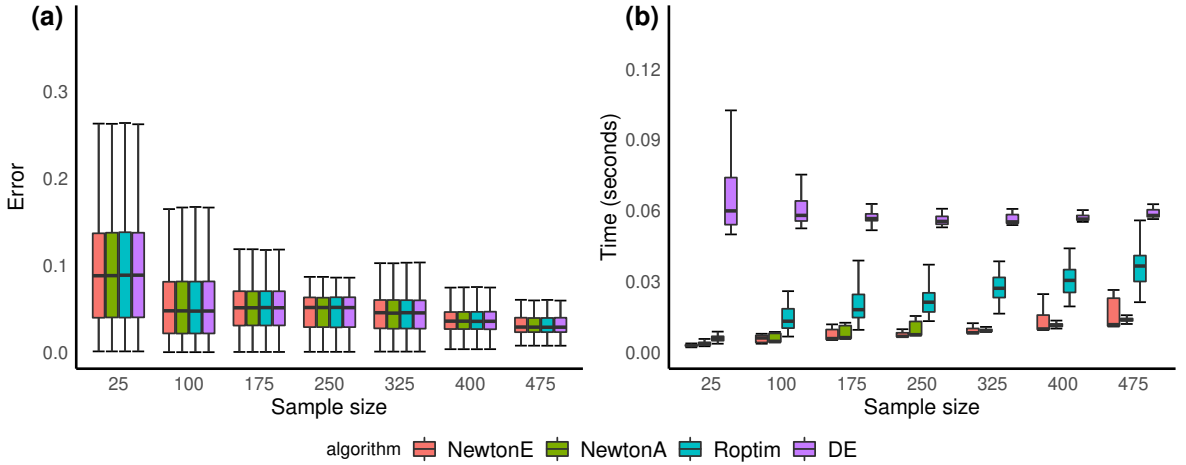 (a)
Error
0.3
0.2
0.1
0.0
25 100 175 250 325 400 475
Sample size
(b)
Time (seconds)
0.12
0.09
0.06
0.03
0.00
25 100 175 250 325 400 475
Sample size
algorithm NewtonE NewtonA Roptim DE